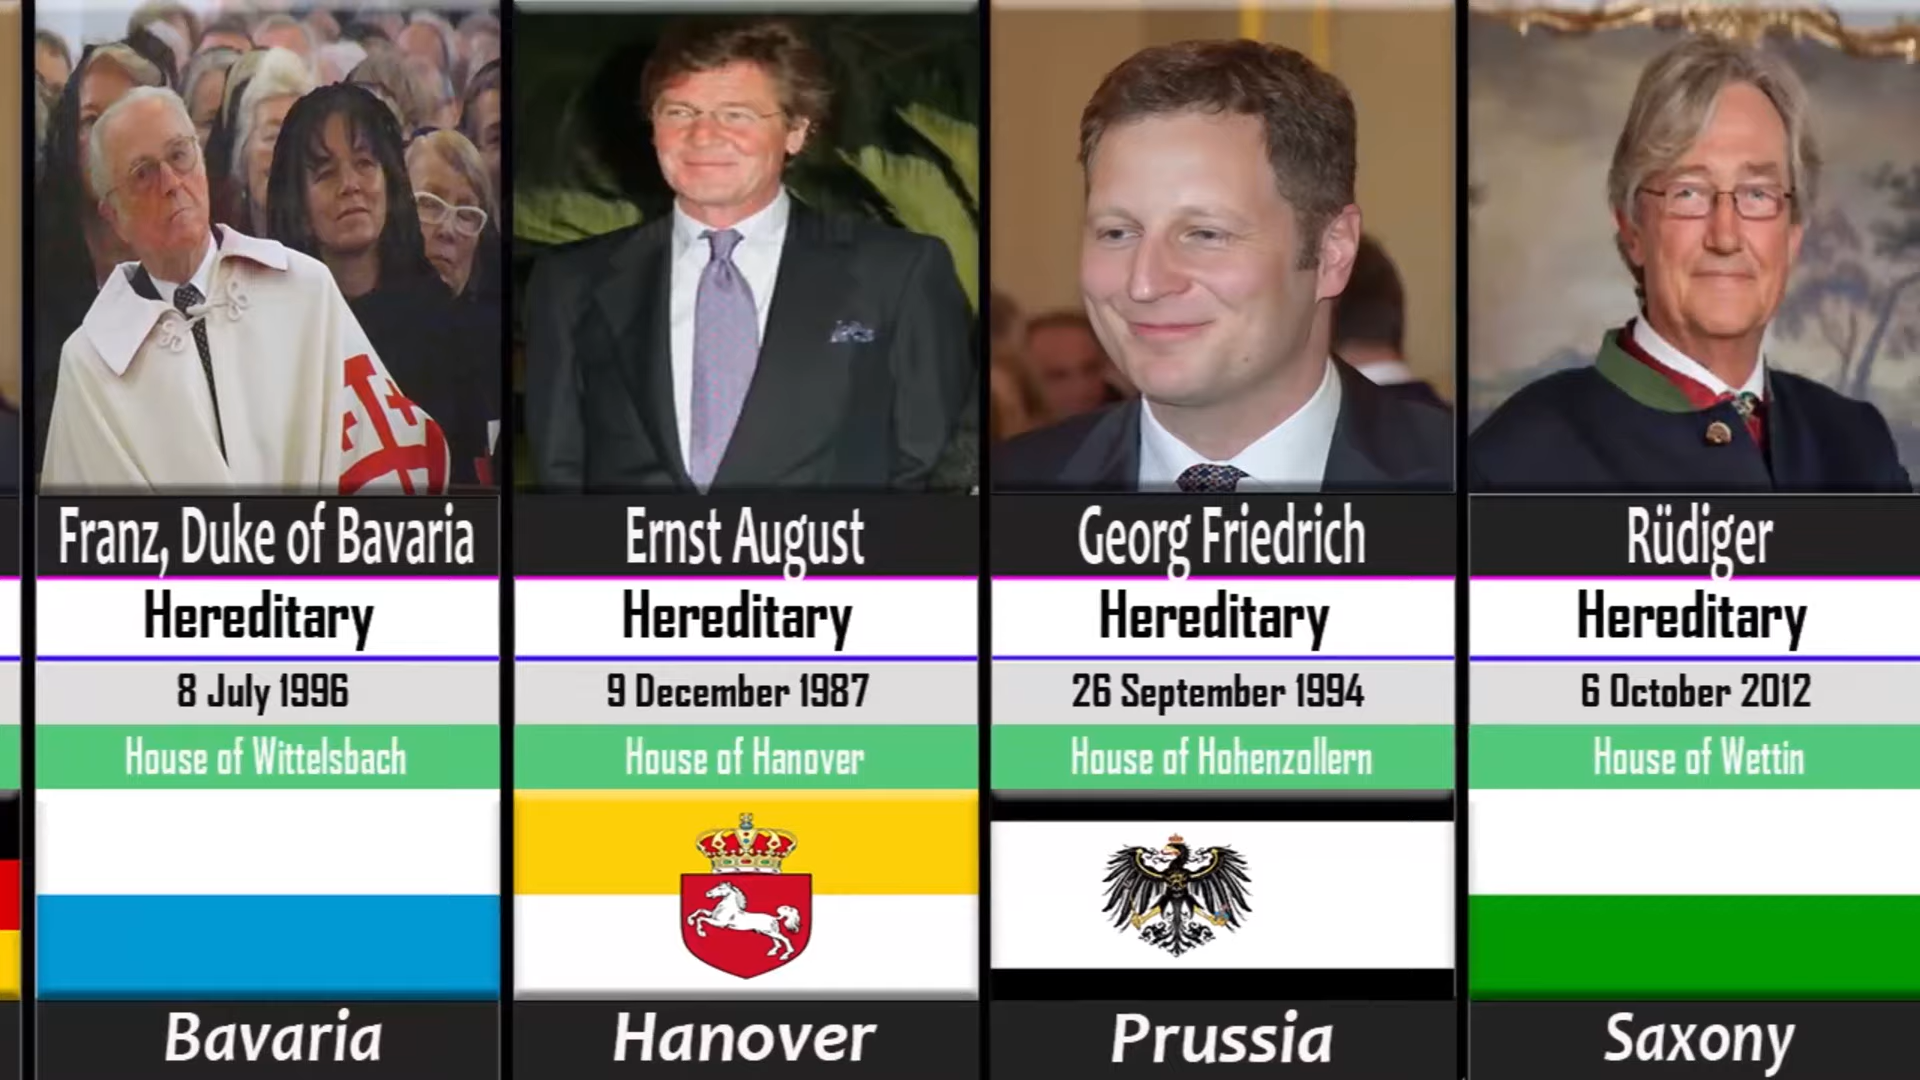 Franz, Duke of Bavaria
Hereditary
8 July 1996
House of Wittelsbach
Bavaria
Ernst August
Hereditary
9 December 1987
House of Hanover
Hanover
Georg Friedrich
Hereditary
26 September 1994
House of Hohenzollern
Prussia
Rüdiger
Hereditary
6 October 2012
House of Wettin
Saxony